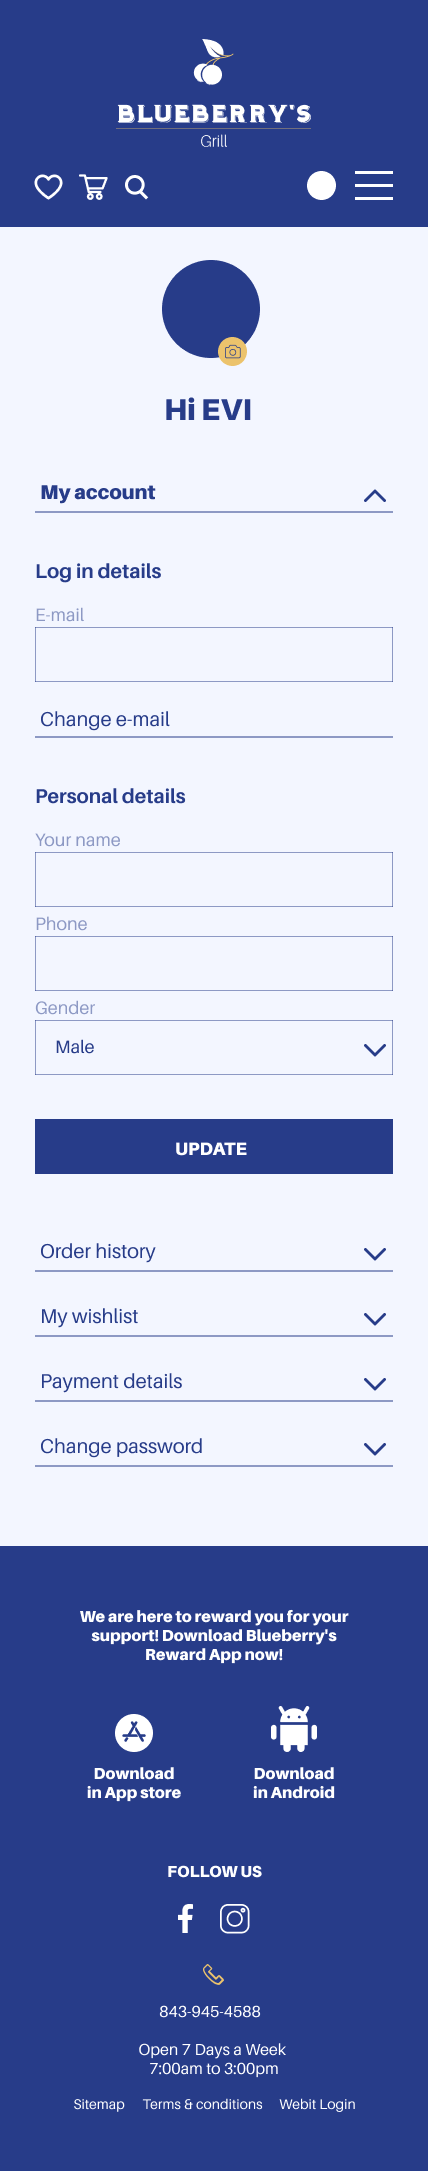 BLUEBERRY'S
Grill
Hi EVI
My account
Log in details
E-mail
Change e-mail
Personal details
Your name
Phone
Gender
Male
UPDATE
Order history
My wishlist
Payment details
Change password
We are here to reward you for your
support! Download Blueberry's
Reward App now!
Download
in App store
Download
in Android
FOLLOW US
843-945-4588
Open 7 Days a Week
7:00am to 3:00pm
Sitemap Terms & conditions Webit Login